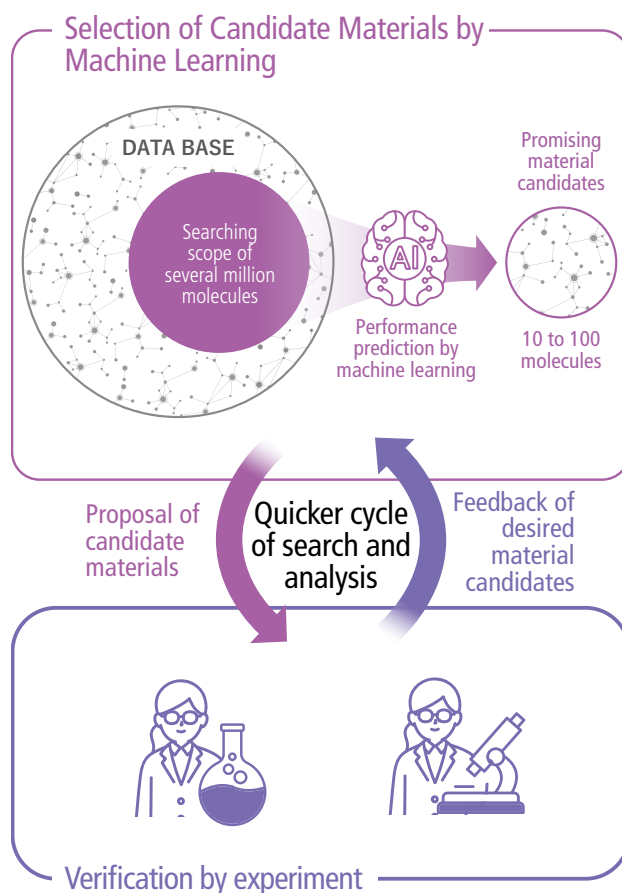 Selection of Candidate Materials by
Machine Learning
DATA BASE
Searching
scope of
several million
molecules
AI
Performance
prediction by
machine learning
Promising
material
candidates
10 to 100
molecules
Proposal of
candidate
materials
Quicker cycle
of search and
analysis
Feedback of
desired
material
candidates
Verification by experiment